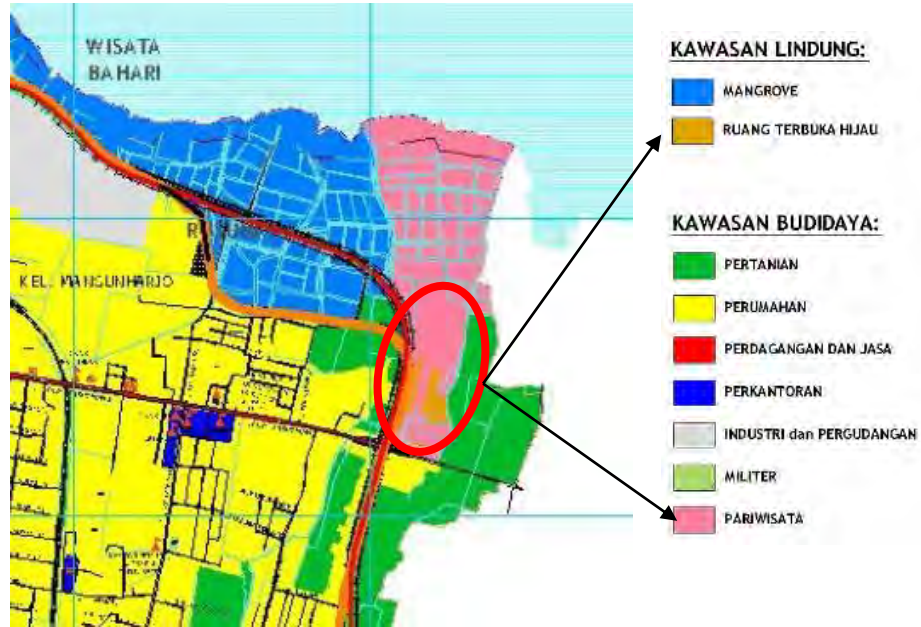 WISATA
BAHARI
KEL. MANGUNHARJO
KAWASAN LINDUNG:
MANGROVE
RUANG TERBUKA HIJAU
KAWASAN BUDIDAYA:
PERTANIAN
PERUMAHAN
PERDAGANGAN DAN JASA
PERKANTORAN
INDUSTRI dan PERGUDANGAN
MILITER
PARIWISATA